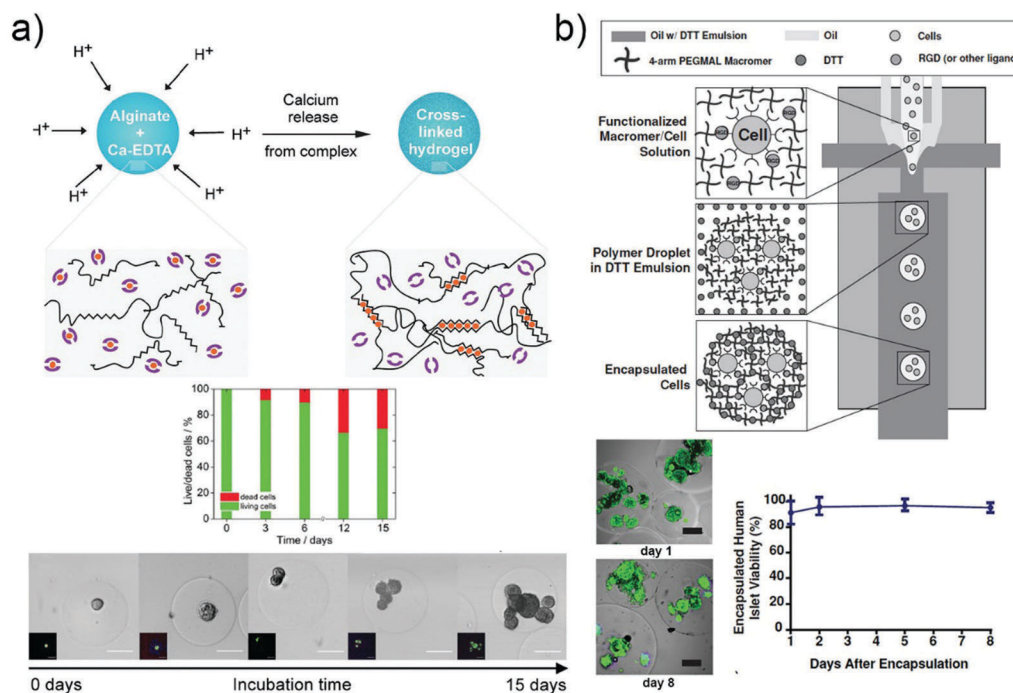 a)
H+
H+
H+
H+
H+
H+
Alginate
+
Ca-EDTA
Calcium
release
from complex
Cross-
linked
hydrogel
Live/dead cells / %
100
80
60
40
20
0
dead cells
living cells
0 3 6 12 15
Time / days
0 days
Incubation time
15 days
b)
Oil w/ DTT Emulsion
Oil
Cells
4-arm PEGMAL Macromer
DTT
RGD (or other ligand
Functionalized
Macromer/Cell
Solution
RGD
RGD
Cell
RGD
RGD
Polymer Droplet
in DTT Emulsion
Encapsulated
Cells
day 1
day 8
Encapsulated Human
Islet Viability (%)
100
80
60
40
20
0
1 2 3 4 5 6 7 8
Days After Encapsulation